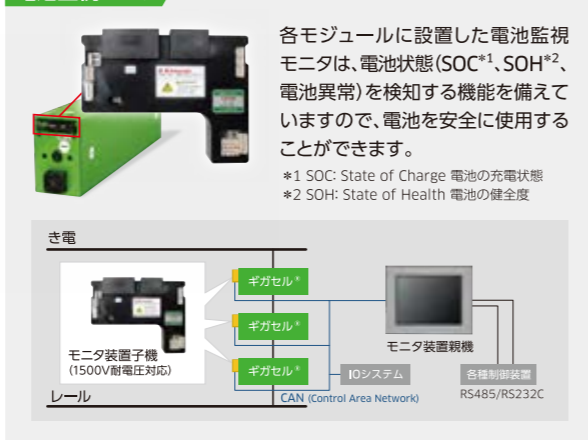 各モジュールに設置した電池監視
モニタは、電池状態(SOC*1、SOH*2、
電池異常)を検知する機能を備えて
いますので、電池を安全に使用する
ことができます。
*1 SOC: State of Charge 電池の充電状態
*2 SOH: State of Health 電池の健全度
き電
ギガセル*
ギガセル*
ギガセル*
モニタ装置子機
(1500V耐電圧対応)
モニタ装置親機
IOシステム
各種制御装置
レール
CAN (Control Area Network)
RS485/RS232C